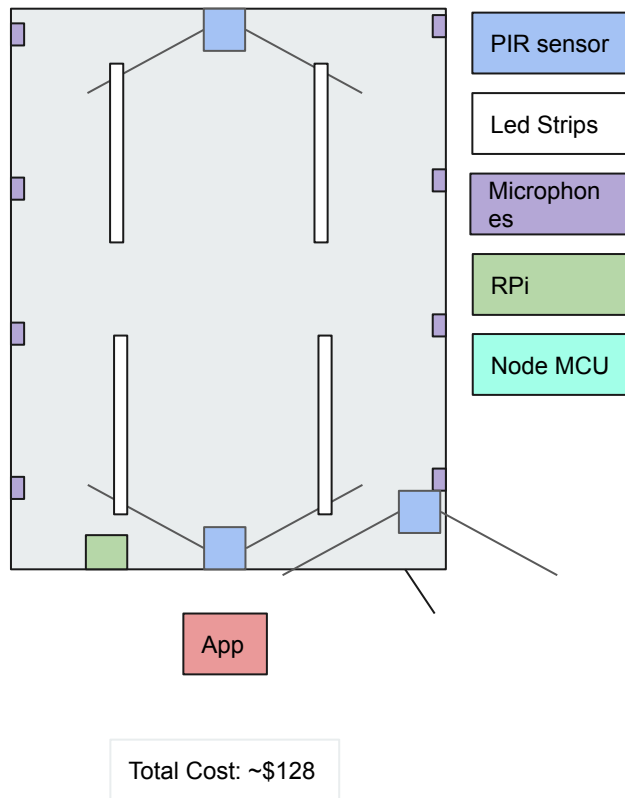 PIR sensor
Led Strips
Microphon
es
RPi
Node MCU
App
Total Cost: ~$128